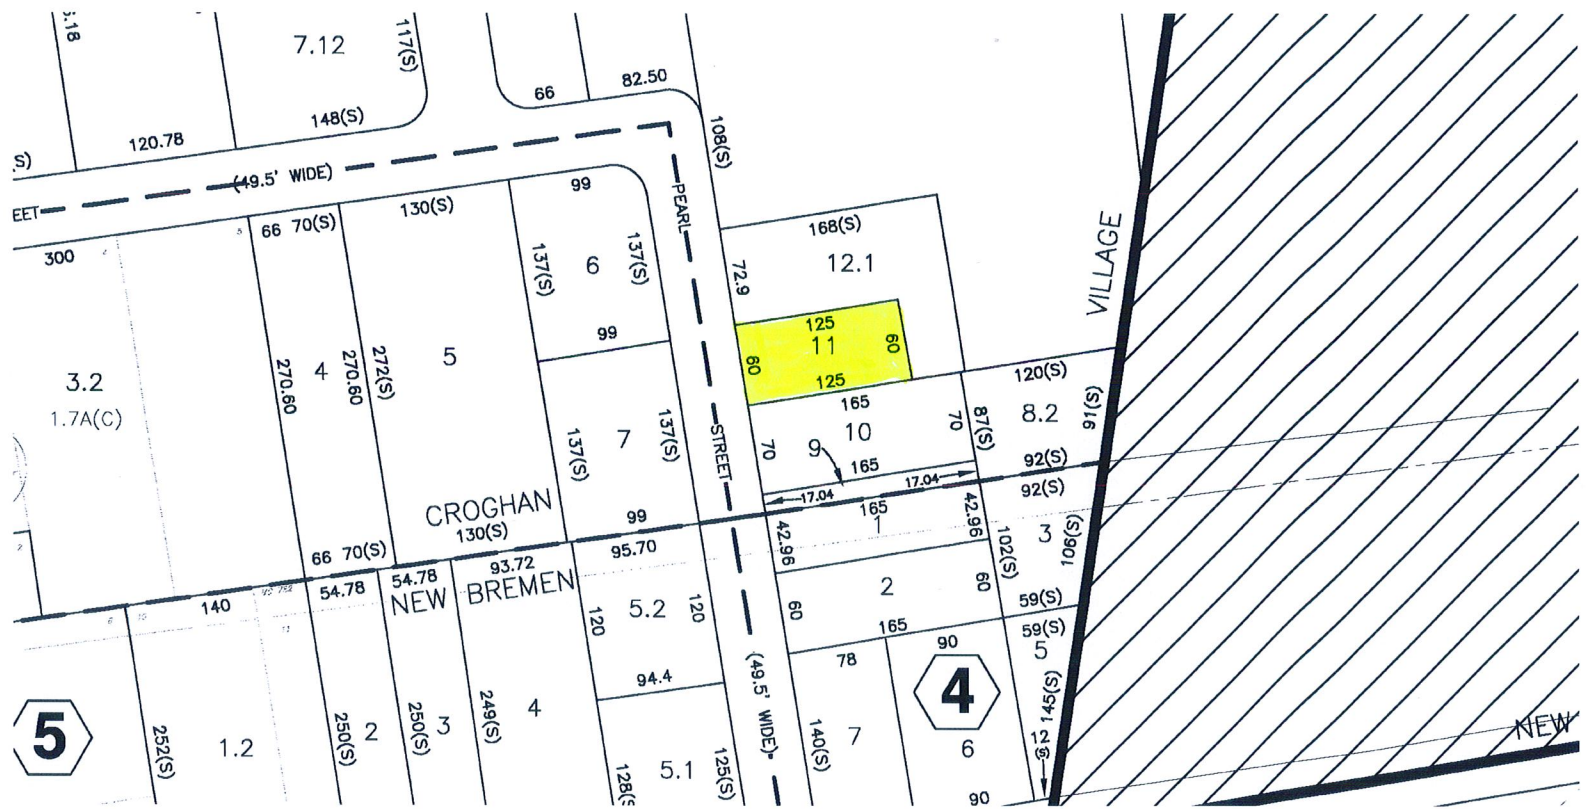 5.18
7.12
117(S)
148(S)
120.78
66
82.50
108(S)
S)
(49.5' WIDE)
EET
PEARL
STREET
99
130(S)
66 70(S)
300
137(S)
6
137(S)
99
168(S)
12.1
72.9
VILLAGE
125
11
60
60
125
3.2
1.7A(C)
270.60
4
270.60
272(S)
5
137(S)
7
137(S)
165
10
70
70
9
165
17.04
17.04
120(S)
8.2
87(S)
91(S)
92(S)
92(S)
CROGHAN
130(S)
99
66 70(S)
165
1
42.96
42.96
102(S)
3
106(S)
140
54.78
54.78
93.72
95.70
NEW BREMEN
120
5.2
120
94.4
2
60
60
165
59(S)
59(S)
5
90
78
4
145(S)
12
(S)
5
252(S)
1.2
250(S)
2
250(S)
3
249(S)
4
128(S
5.1
125(S)
(49.5' WIDE)
140(S)
7
6
90
NEW